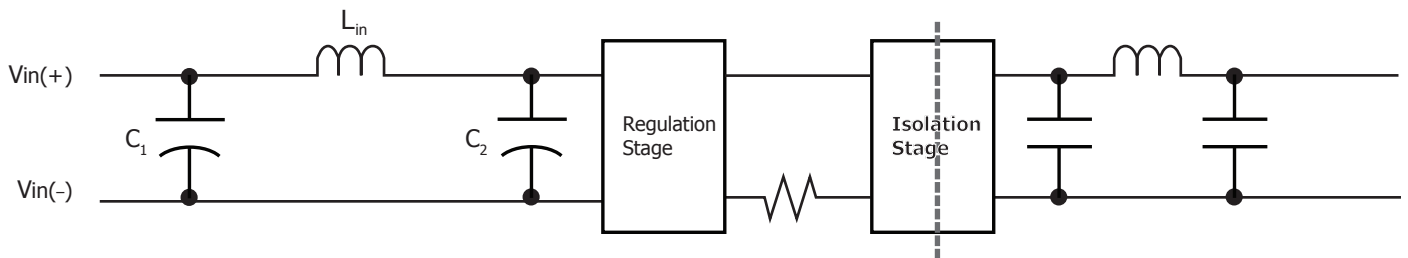 L_in
Vin(+)
C_1
C_2
Regulation
Stage
Isolation
Stage
Vin(–)